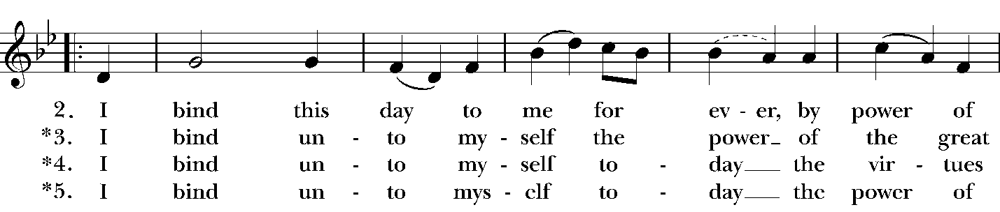 2. I bind this day to me for ev - er, by power of
*3. I bind un - to my - self the power_ of the great
*4. I bind un - to my - self to - day__ the vir - tues
*5. I bind un - to mys - elf to - day__ the power of